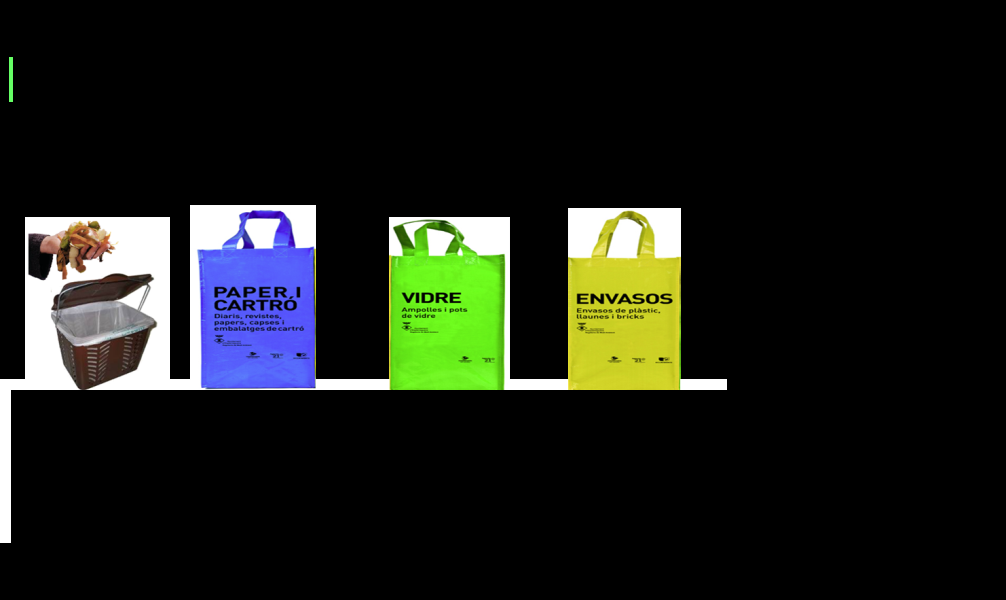 PAPER I
CARTRÓ
Diaris, revistes,
papers, capses i
embalatges de cartró
VIDRE
Ampolles i pots
de vidre
ENVASOS
Envasos de plàstic,
llaunes i bricks